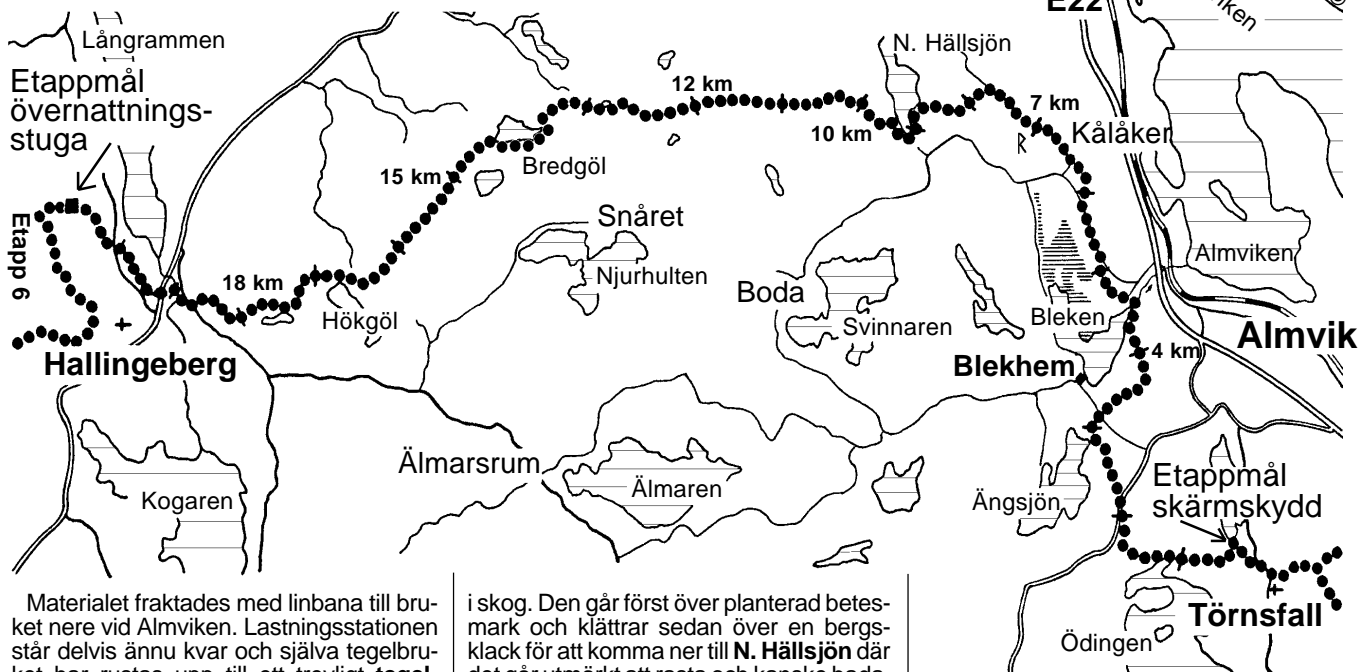 E22
Långrammen
Etappmål
övernattnings-
stuga
N. Hällsjön
12 km
10 km
7 km
Kålåker
Bredgöl
15 km
Etapp 6
Snåret
Njurhulten
Almviken
18 km
Hökgöl
Boda
Svinnaren
Bleken
Almvik
Hallingeberg
Blekhem
4 km
Älmarsrum
Älmaren
Kogaren
Ängsjön
Etappmål
skärmskydd
Törnsfall
Ödingen
Materialet fraktades med linbana till bru-
ket nere vid Almviken. Lastningsstationen
står delvis ännu kvar och själva tegelbru-
i skog. Den går först över planterad betes-
mark och klättrar sedan över en bergs-
klack för att komma ner till N. Hällsjön där